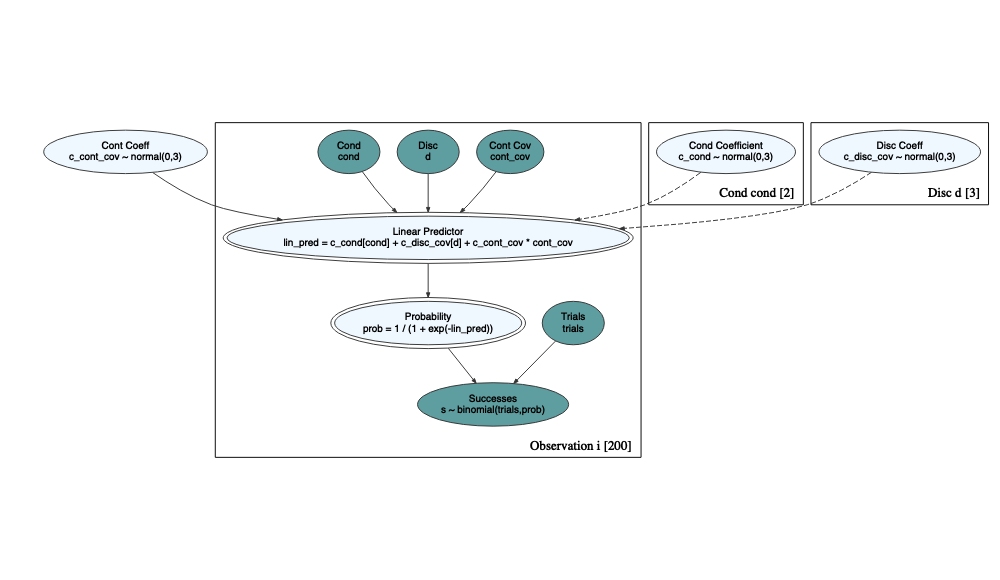 Cont Coeff
c_cont_cov ~ normal(0,3)
Cond
cond
Disc
d
Cont Cov
cont_cov
Cond Coefficient
c_cond ~ normal(0,3)
Cond cond [2]
Disc Coeff
c_disc_cov ~ normal(0,3)
Disc d [3]
Linear Predictor
lin_pred = c_cond[cond] + c_disc_cov[d] + c_cont_cov * cont_cov
Probability
prob = 1 / (1 + exp(-lin_pred))
Trials
trials
Successes
s ~ binomial(trials,prob)
Observation i [200]